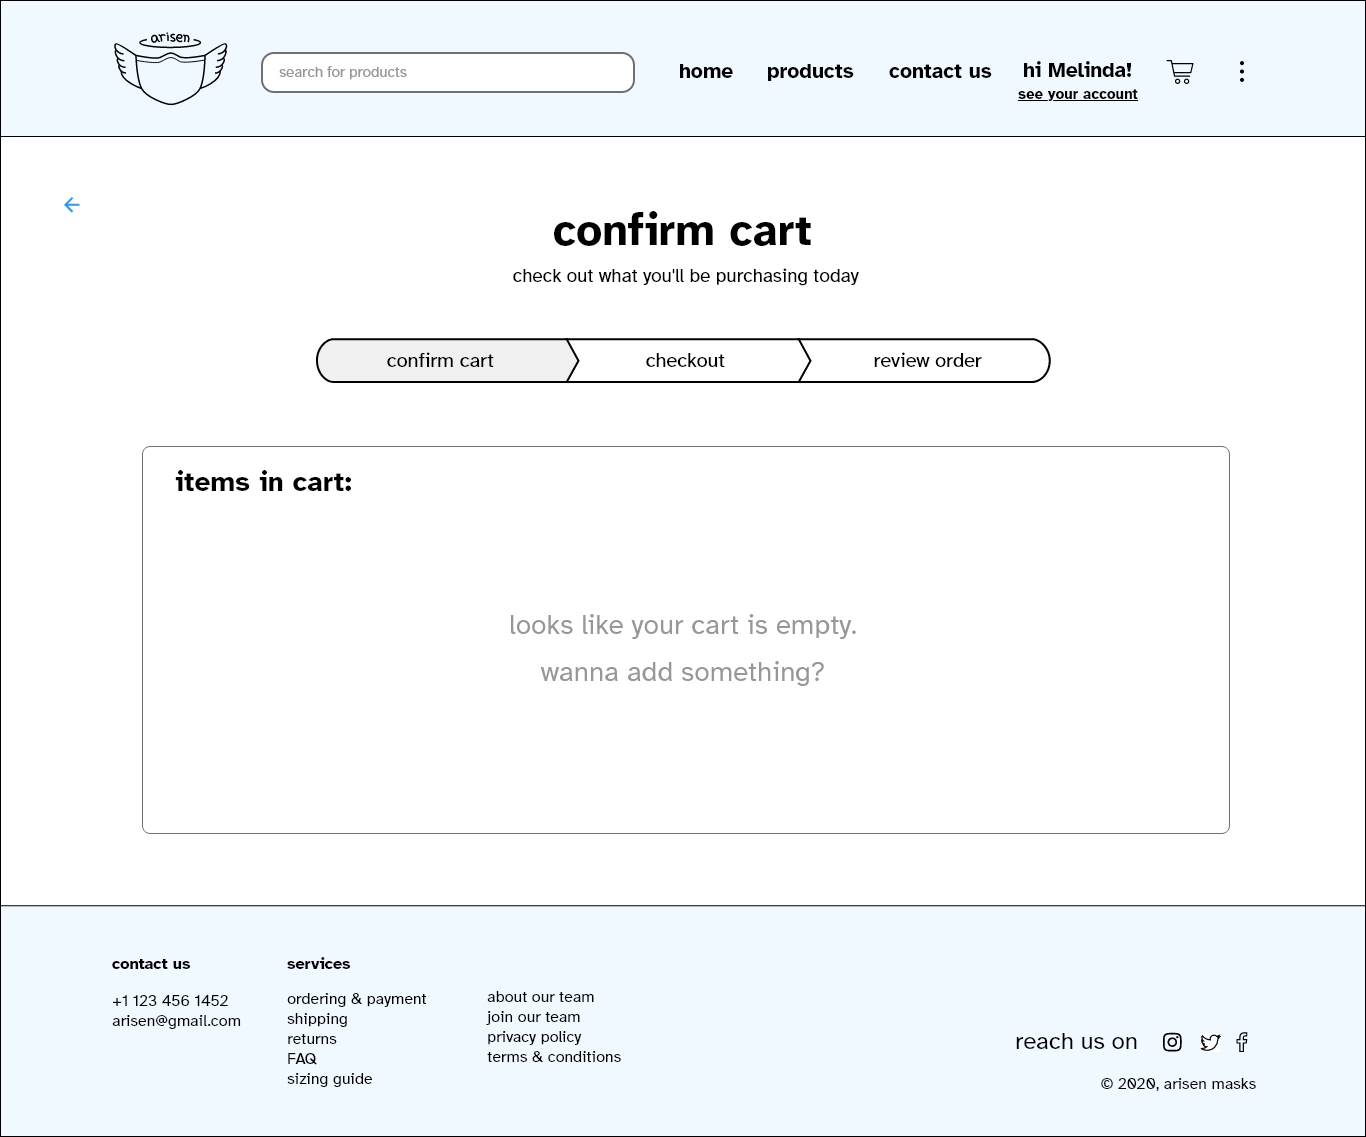 arisen
search for products
home
products
contact us
hi Melinda!
see your account
confirm cart
check out what you'll be purchasing today
confirm cart
checkout
review order
items in cart:
looks like your cart is empty.
wanna add something?
contact us
+1 123 456 1452
arisen@gmail.com
services
ordering & payment
shipping
returns
FAQ
sizing guide
about our team
join our team
privacy policy
terms & conditions
reach us on
© 2020, arisen masks